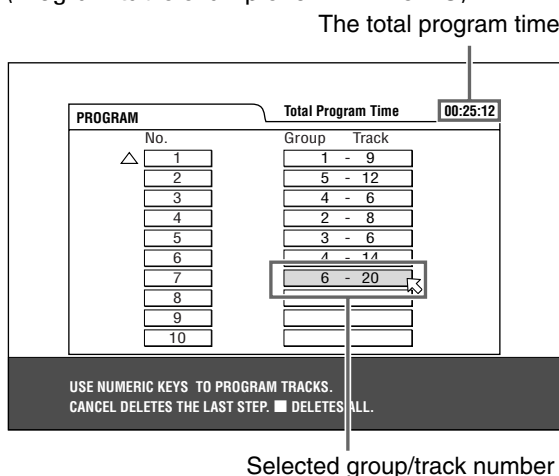 The total program time
PROGRAM Total Program Time 00:25:12
No. Group Track
1 1 - 9
2 5 - 12
3 4 - 6
4 2 - 8
5 3 - 6
6 4 - 14
7 6 - 20
8
9
10
USE NUMERIC KEYS TO PROGRAM TRACKS.
CANCEL DELETES THE LAST STEP. ■ DELETES ALL.
Selected group/track number